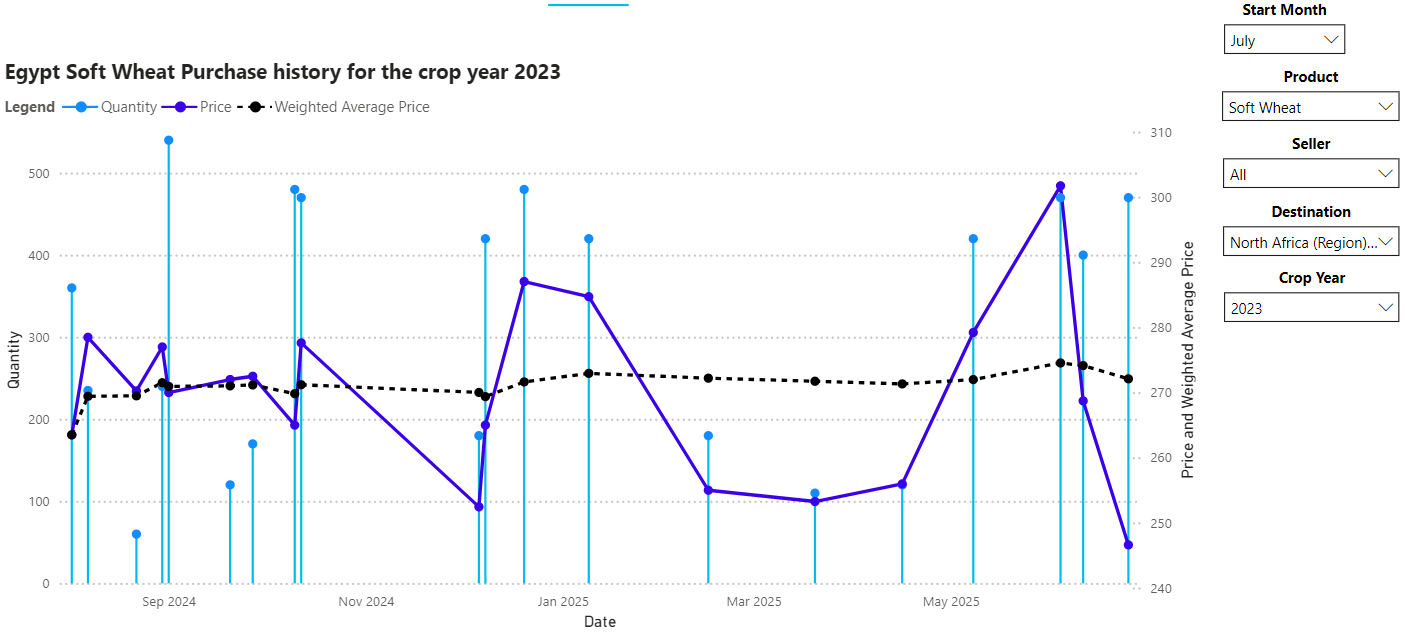 Egypt Soft Wheat Purchase history for the crop year 2023
Legend Quantity Price Weighted Average Price
Quantity
500
400
300
200
100
0
310
300
290
280
270
260
250
240
Price and Weighted Average Price
Sep 2024 Nov 2024 Jan 2025 Mar 2025 May 2025
Date
Start Month
July
Product
Soft Wheat
Seller
All
Destination
North Africa (Region)...
Crop Year
2023